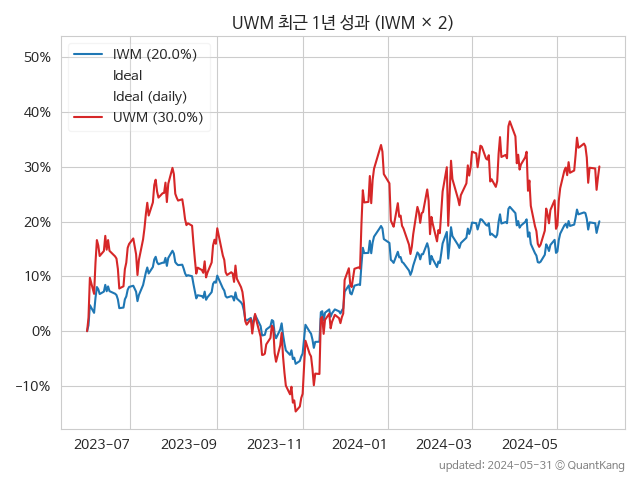 UWM 최근 1년 성과 (IWM × 2)
IWM (20.0%)
Ideal
Ideal (daily)
UWM (30.0%)
50%
40%
30%
20%
10%
0%
−10%
2023-07
2023-09
2023-11
2024-01
2024-03
2024-05
updated: 2024-05-31 © QuantKang